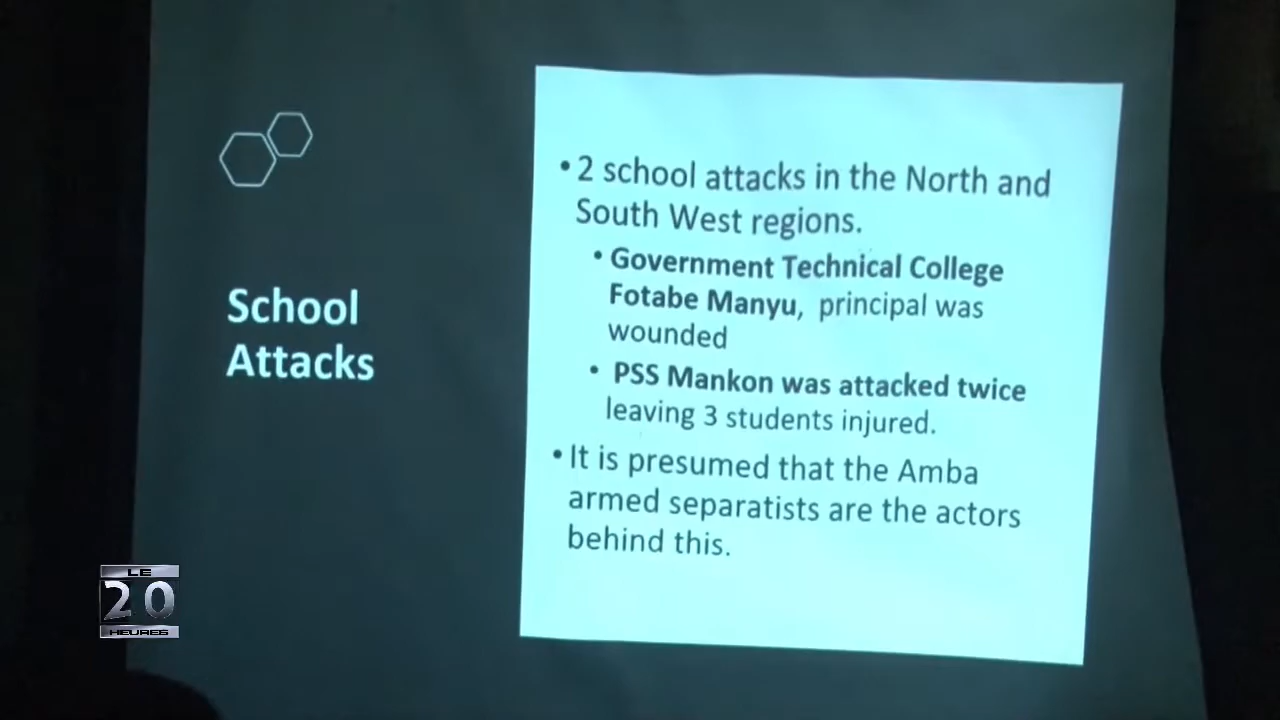 School
Attacks
• 2 school attacks in the North and
South West regions.
• Government Technical College
Fotabe Manyu, principal was
wounded
• PSS Mankon was attacked twice
leaving 3 students injured.
• It is presumed that the Amba
armed separatists are the actors
behind this.
LE
20
HEURES